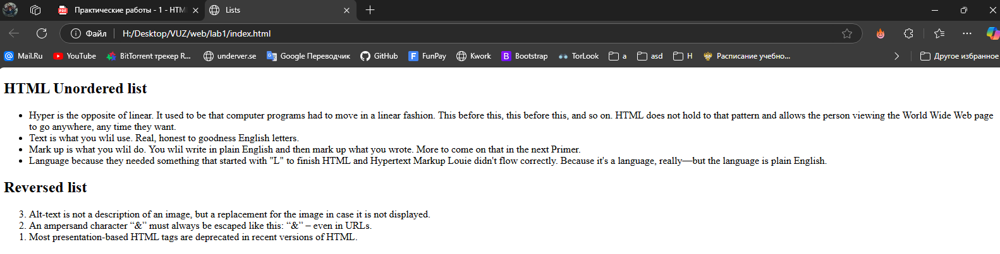 PDF Практические работы - 1 - HTM
Lists
Файл H:/Desktop/VUZ/web/lab1/index.html
@ Mail.Ru YouTube BitTorrent трекер R... underver.se Google Переводчик GitHub F FunPay Kwork B Bootstrap TorLook a asd H Расписание учебно... Другое избранное
HTML Unordered list
• Hyper is the opposite of linear. It used to be that computer programs had to move in a linear fashion. This before this, this before this, and so on. HTML does not hold to that pattern and allows the person viewing the World Wide Web page
to go anywhere, any time they want.
• Text is what you wlil use. Real, honest to goodness English letters.
• Mark up is what you wlil do. You wlil write in plain English and then mark up what you wrote. More to come on that in the next Primer.
• Language because they needed something that started with "L" to finish HTML and Hypertext Markup Louie didn't flow correctly. Because it's a language, really—but the language is plain English.
Reversed list
3. Alt-text is not a description of an image, but a replacement for the image in case it is not displayed.
2. An ampersand character “&” must always be escaped like this: “&” – even in URLs.
1. Most presentation-based HTML tags are deprecated in recent versions of HTML.